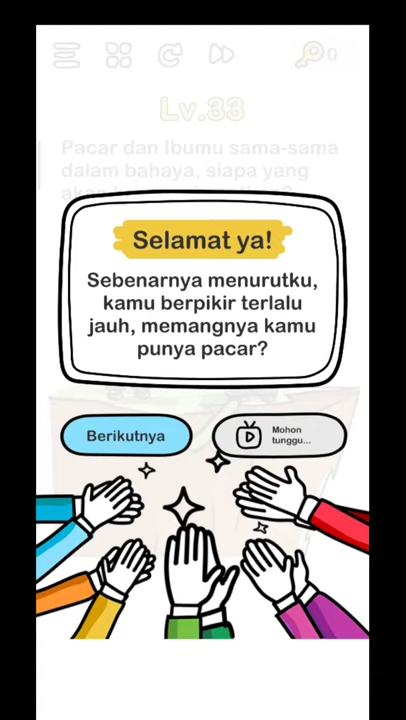 0
Lv.33
Pacar dan Ibumu sama-sama
dalam bahaya, siapa yang
Selamat ya!
Sebenarnya menurutku,
kamu berpikir terlalu
jauh, memangnya kamu
punya pacar?
Berikutnya
Mohon
tunggu...